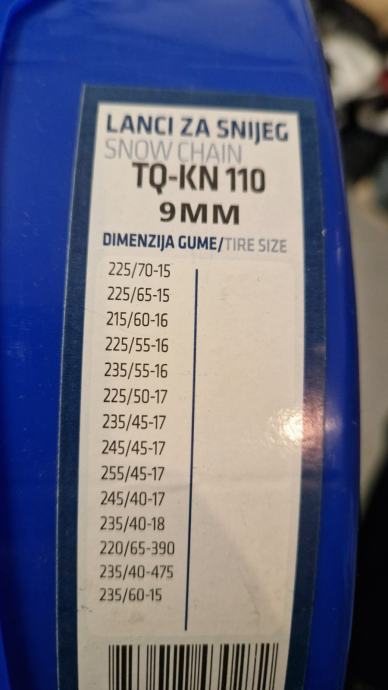 LANCI ZA SNIJEG
SNOW CHAIN
TQ-KN 110
9MM
DIMENZIJA GUME/TIRE SIZE
225/70-15
225/65-15
215/60-16
225/55-16
235/55-16
225/50-17
235/45-17
245/45-17
255/45-17
245/40-17
235/40-18
220/65-390
235/40-475
235/60-15